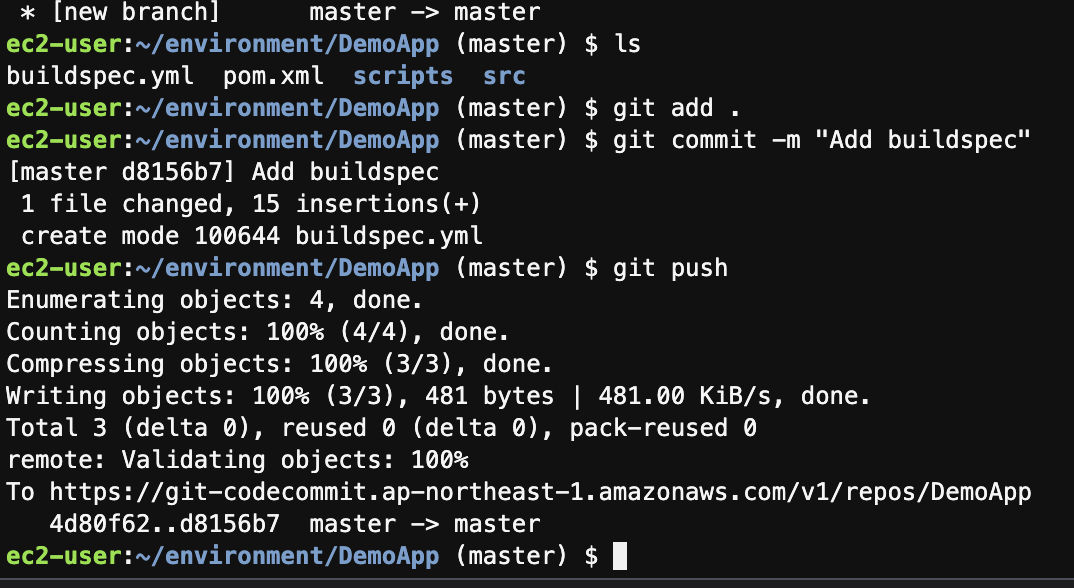 * [new branch]      master -> master
ec2-user:~/environment/DemoApp (master) $ ls
buildspec.yml  pom.xml  scripts  src
ec2-user:~/environment/DemoApp (master) $ git add .
ec2-user:~/environment/DemoApp (master) $ git commit -m "Add buildspec"
[master d8156b7] Add buildspec
 1 file changed, 15 insertions(+)
 create mode 100644 buildspec.yml
ec2-user:~/environment/DemoApp (master) $ git push
Enumerating objects: 4, done.
Counting objects: 100% (4/4), done.
Compressing objects: 100% (3/3), done.
Writing objects: 100% (3/3), 481 bytes | 481.00 KiB/s, done.
Total 3 (delta 0), reused 0 (delta 0), pack-reused 0
remote: Validating objects: 100%
To https://git-codecommit.ap-northeast-1.amazonaws.com/v1/repos/DemoApp
   4d80f62..d8156b7  master -> master
ec2-user:~/environment/DemoApp (master) $